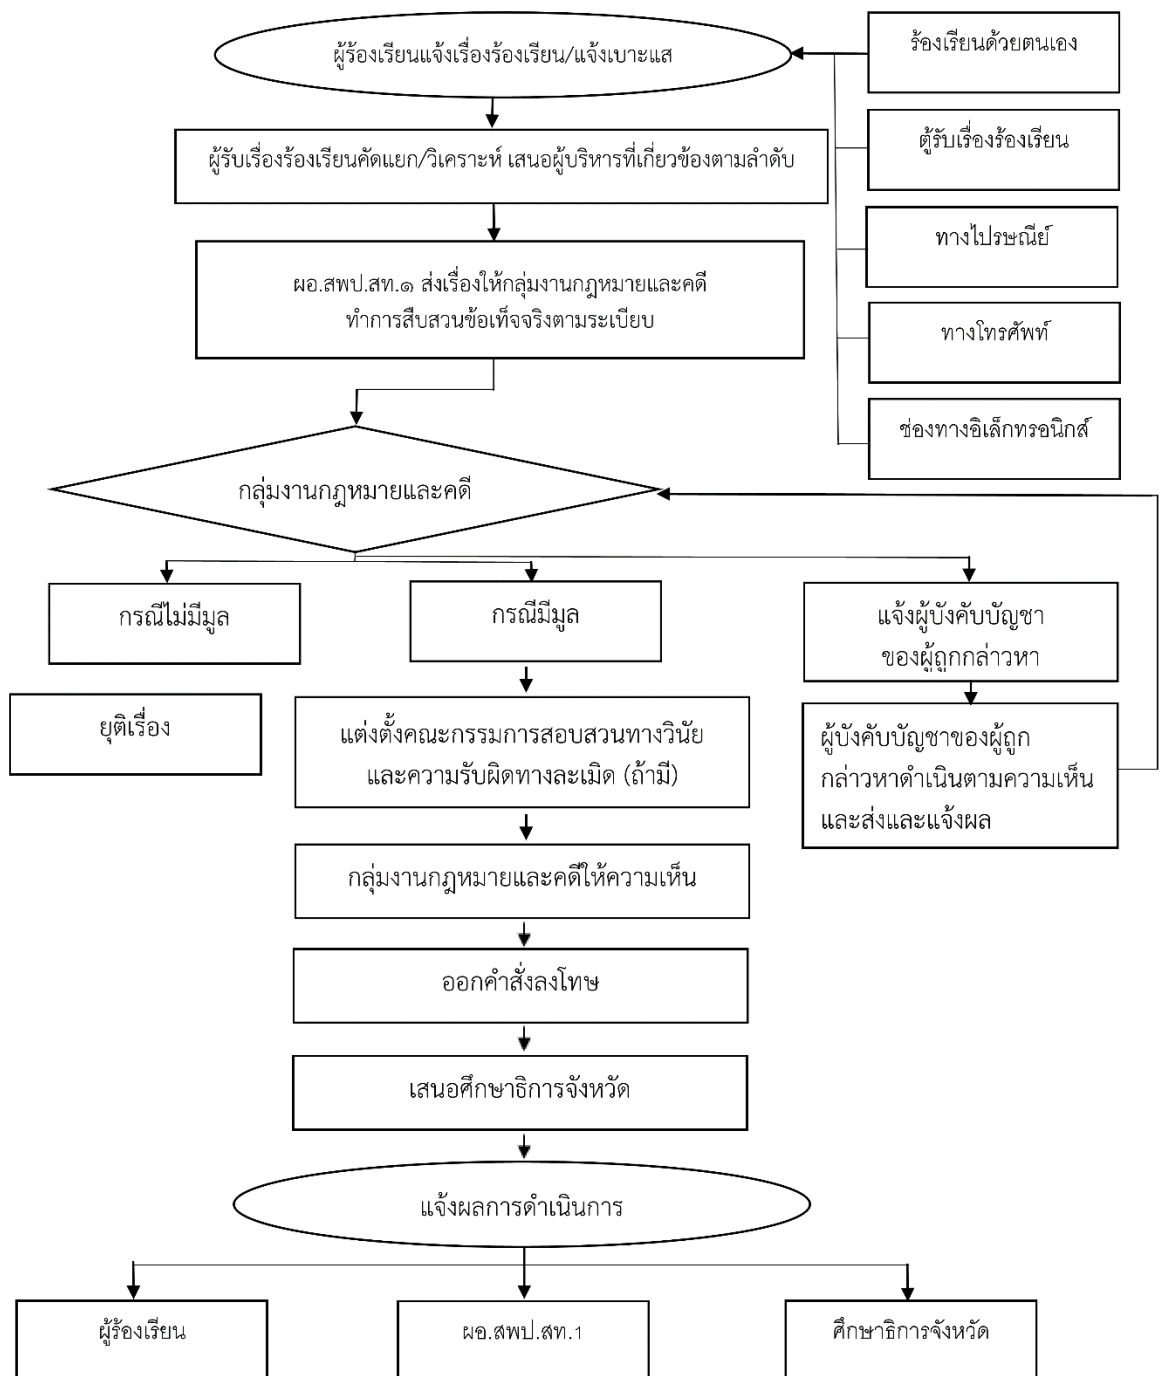 ผู้ร้องเรียนแจ้งเรื่องร้องเรียน/แจ้งเบาะแส
ร้องเรียนด้วยตนเอง
ตู้รับเรื่องร้องเรียน
ทางไปรษณีย์
ทางโทรศัพท์
ช่องทางอิเล็กทรอนิกส์
ผู้รับเรื่องร้องเรียนคัดแยก/วิเคราะห์ เสนอผู้บริหารที่เกี่ยวข้องตามลำดับ
ผอ.สพป.สท.๑ ส่งเรื่องให้กลุ่มงานกฎหมายและคดี
ทำการสืบสวนข้อเท็จจริงตามระเบียบ
กลุ่มงานกฎหมายและคดี
กรณีไม่มีมูล
ยุติเรื่อง
กรณีมีมูล
แต่งตั้งคณะกรรมการสอบสวนทางวินัย
และความรับผิดทางละเมิด (ถ้ามี)
กลุ่มงานกฎหมายและคดีให้ความเห็น
ออกคำสั่งลงโทษ
เสนอศึกษาธิการจังหวัด
แจ้งผู้บังคับบัญชา
ของผู้ถูกกล่าวหา
ผู้บังคับบัญชาของผู้ถูก
กล่าวหาดำเนินตามความเห็น
และส่งและแจ้งผล
แจ้งผลการดำเนินการ
ผู้ร้องเรียน
ผอ.สพป.สท.1
ศึกษาธิการจังหวัด